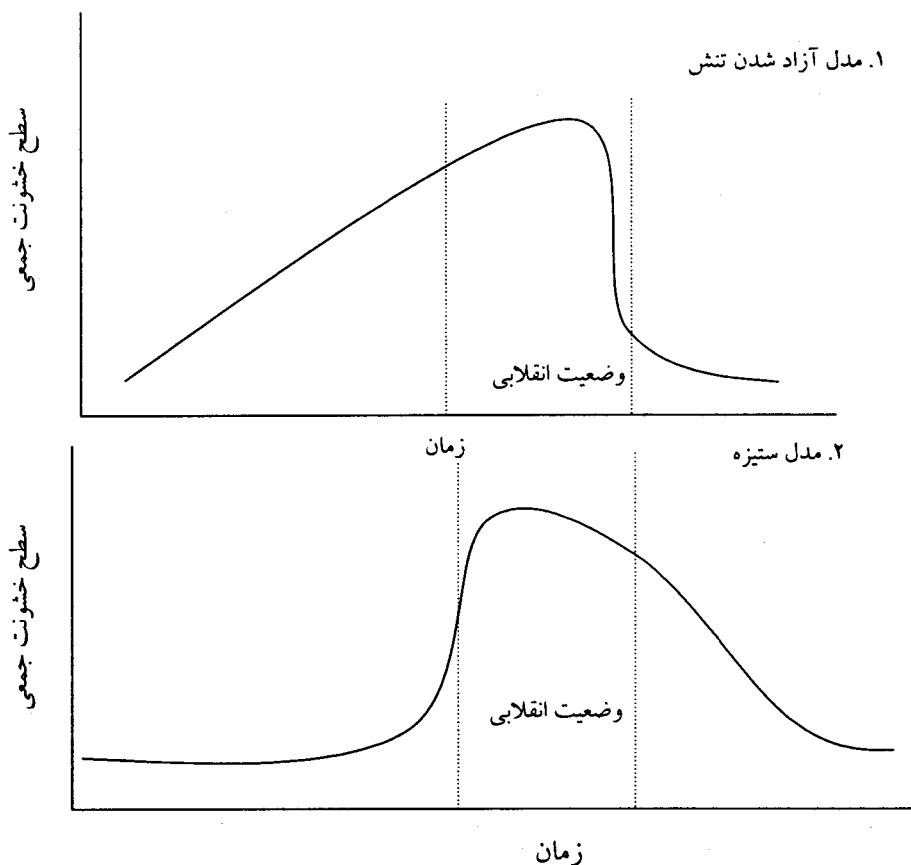 ۱. مدل آزاد شدن تنش
سطح خشونت جمعی
وضعیت انقلابی
زمان
۲. مدل ستیزه
سطح خشونت جمعی
وضعیت انقلابی
زمان